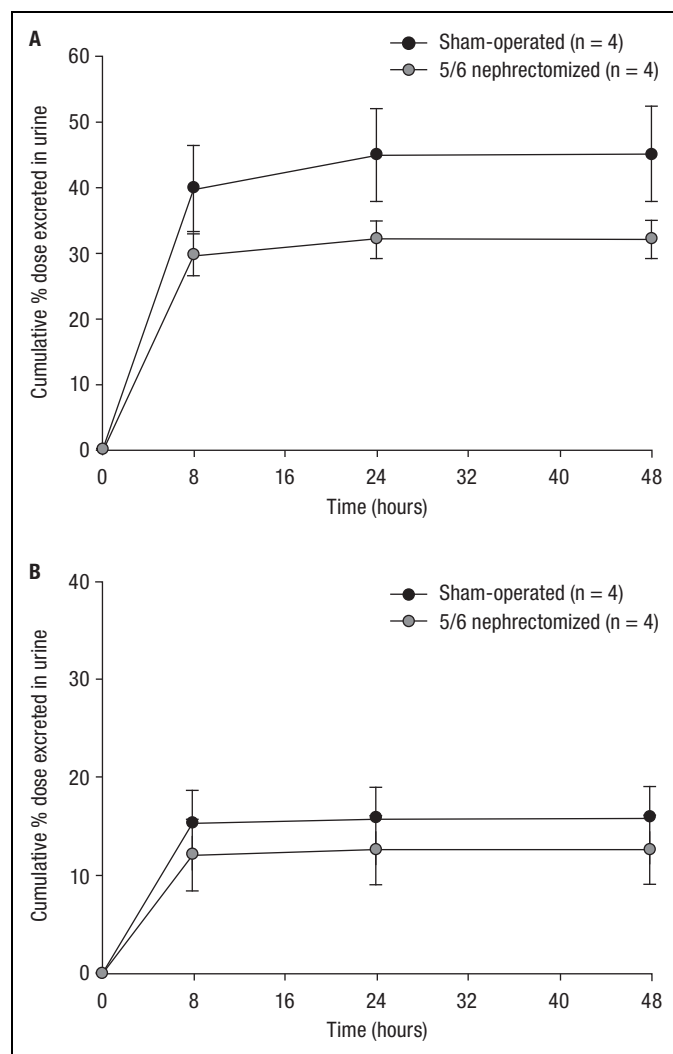 A
Sham-operated (n = 4)
5/6 nephrectomized (n = 4)
Cumulative % dose excreted in urine
60
50
40
30
20
10
0
0 8 16 24 32 40 48
Time (hours)
B
Sham-operated (n = 4)
5/6 nephrectomized (n = 4)
Cumulative % dose excreted in urine
40
30
20
10
0
0 8 16 24 32 40 48
Time (hours)